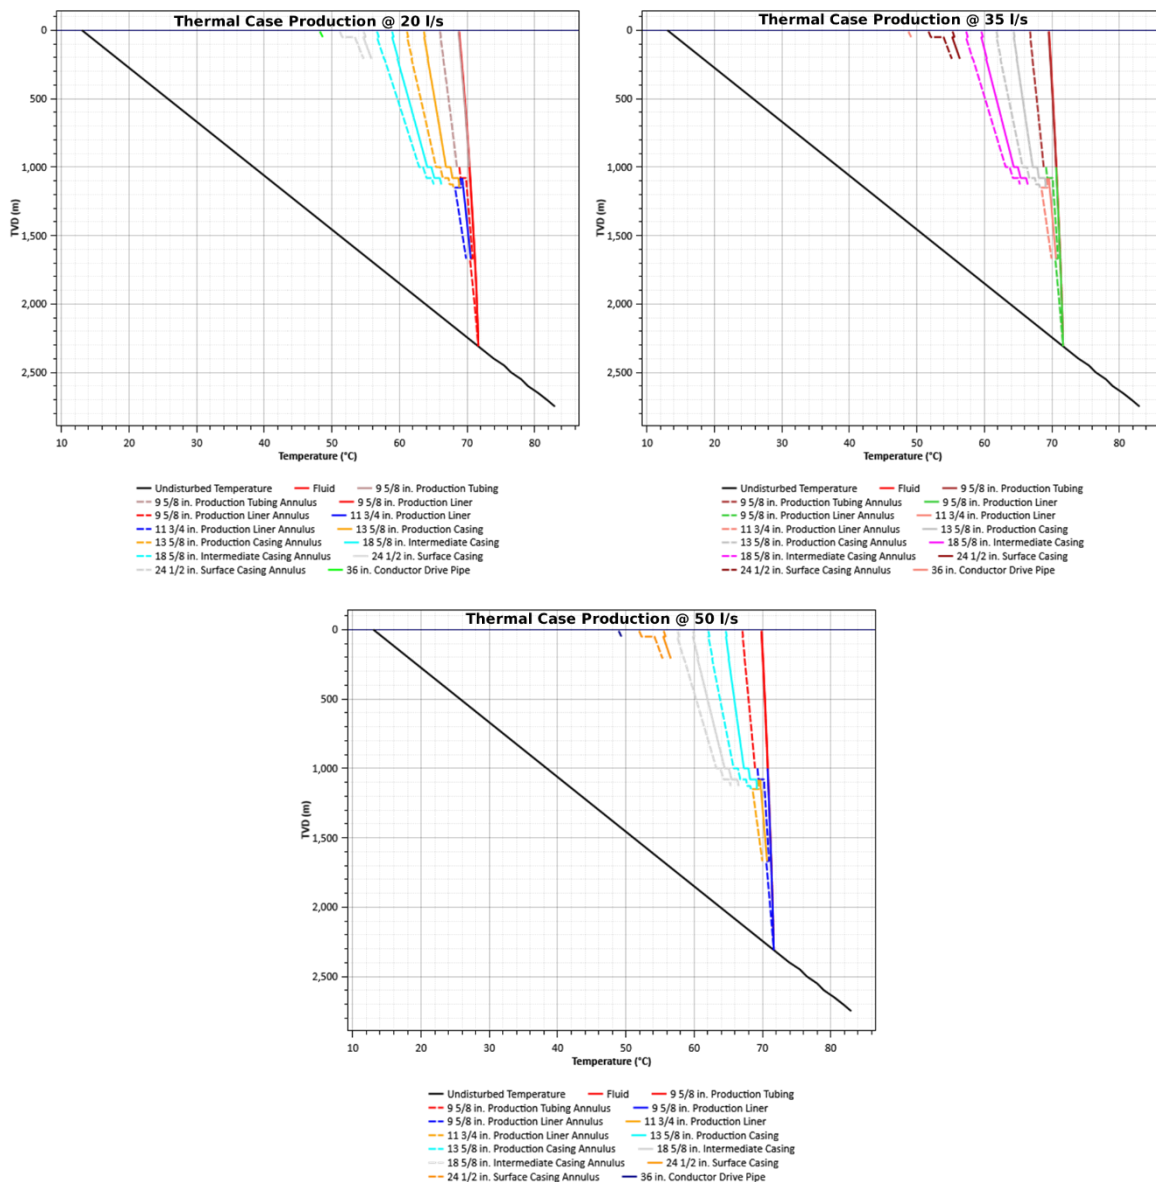 Thermal Case Production @ 20 l/s
0
500
1,000
1,500
2,000
2,500
TVD (m)
10 20 30 40 50 60 70 80
Temperature (°C)
Undisturbed Temperature Fluid 9 5/8 in. Production Tubing
9 5/8 in. Production Tubing Annulus 9 5/8 in. Production Liner
9 5/8 in. Production Liner Annulus 11 3/4 in. Production Liner
11 3/4 in. Production Liner Annulus 13 5/8 in. Production Casing
13 5/8 in. Production Casing Annulus 18 5/8 in. Intermediate Casing
18 5/8 in. Intermediate Casing Annulus 24 1/2 in. Surface Casing
24 1/2 in. Surface Casing Annulus 36 in. Conductor Drive Pipe
Thermal Case Production @ 35 l/s
0
500
1,000
1,500
2,000
2,500
TVD (m)
10 20 30 40 50 60 70 80
Temperature (°C)
Undisturbed Temperature Fluid 9 5/8 in. Production Tubing
9 5/8 in. Production Tubing Annulus 9 5/8 in. Production Liner
9 5/8 in. Production Liner Annulus 11 3/4 in. Production Liner
11 3/4 in. Production Liner Annulus 13 5/8 in. Production Casing
13 5/8 in. Production Casing Annulus 18 5/8 in. Intermediate Casing
18 5/8 in. Intermediate Casing Annulus 24 1/2 in. Surface Casing
24 1/2 in. Surface Casing Annulus 36 in. Conductor Drive Pipe
Thermal Case Production @ 50 l/s
0
500
1,000
1,500
2,000
2,500
TVD (m)
10 20 30 40 50 60 70 80
Temperature (°C)
Undisturbed Temperature Fluid 9 5/8 in. Production Tubing
9 5/8 in. Production Tubing Annulus 9 5/8 in. Production Liner
9 5/8 in. Production Liner Annulus 11 3/4 in. Production Liner
11 3/4 in. Production Liner Annulus 13 5/8 in. Production Casing
13 5/8 in. Production Casing Annulus 18 5/8 in. Intermediate Casing
18 5/8 in. Intermediate Casing Annulus 24 1/2 in. Surface Casing
24 1/2 in. Surface Casing Annulus 36 in. Conductor Drive Pipe